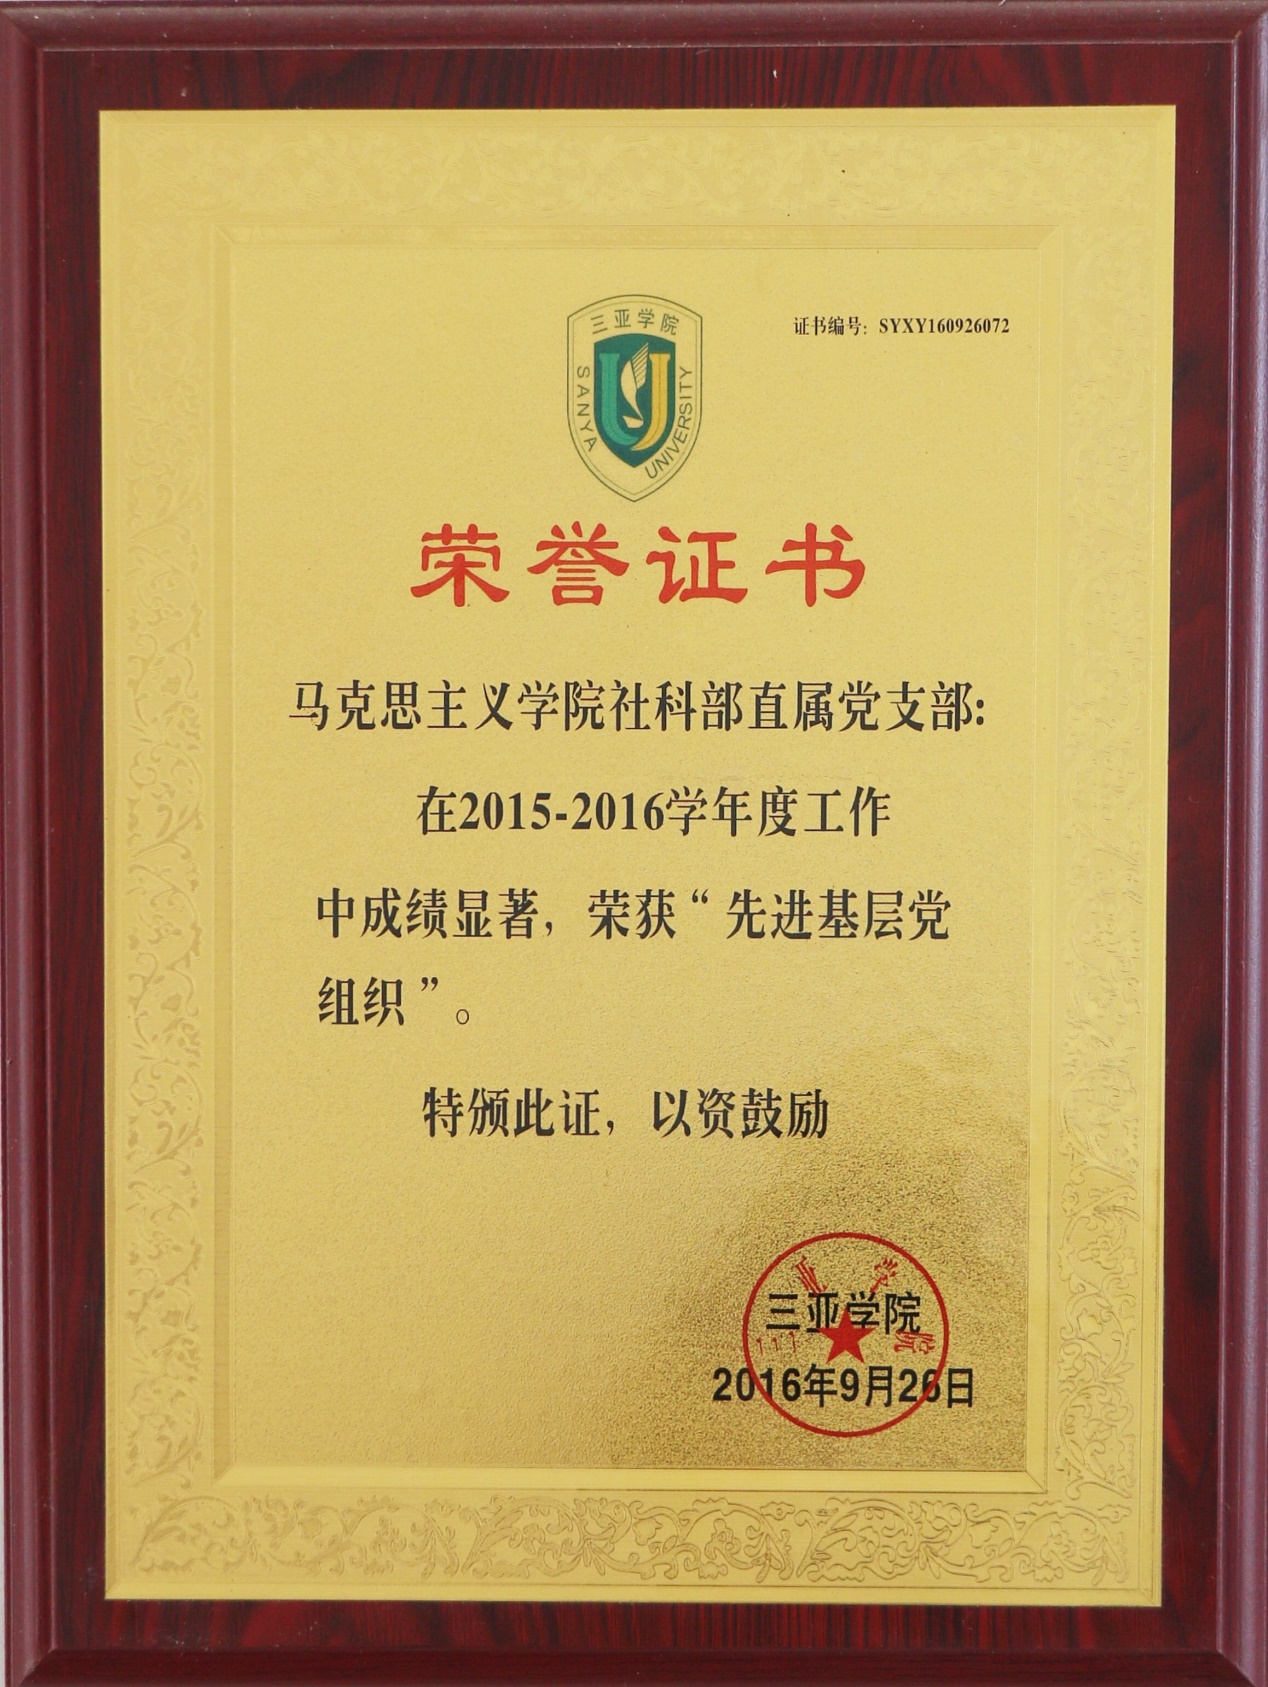 三亚学院
SANYA UNIVERSITY
证书编号：SYXY160926072
荣誉证书
马克思主义学院社科部直属党支部：
在2015-2016学年度工作
中成绩显著，荣获“先进基层党
组织”。
特颁此证，以资鼓励
三亚学院
三亚学院
2016年9月26日